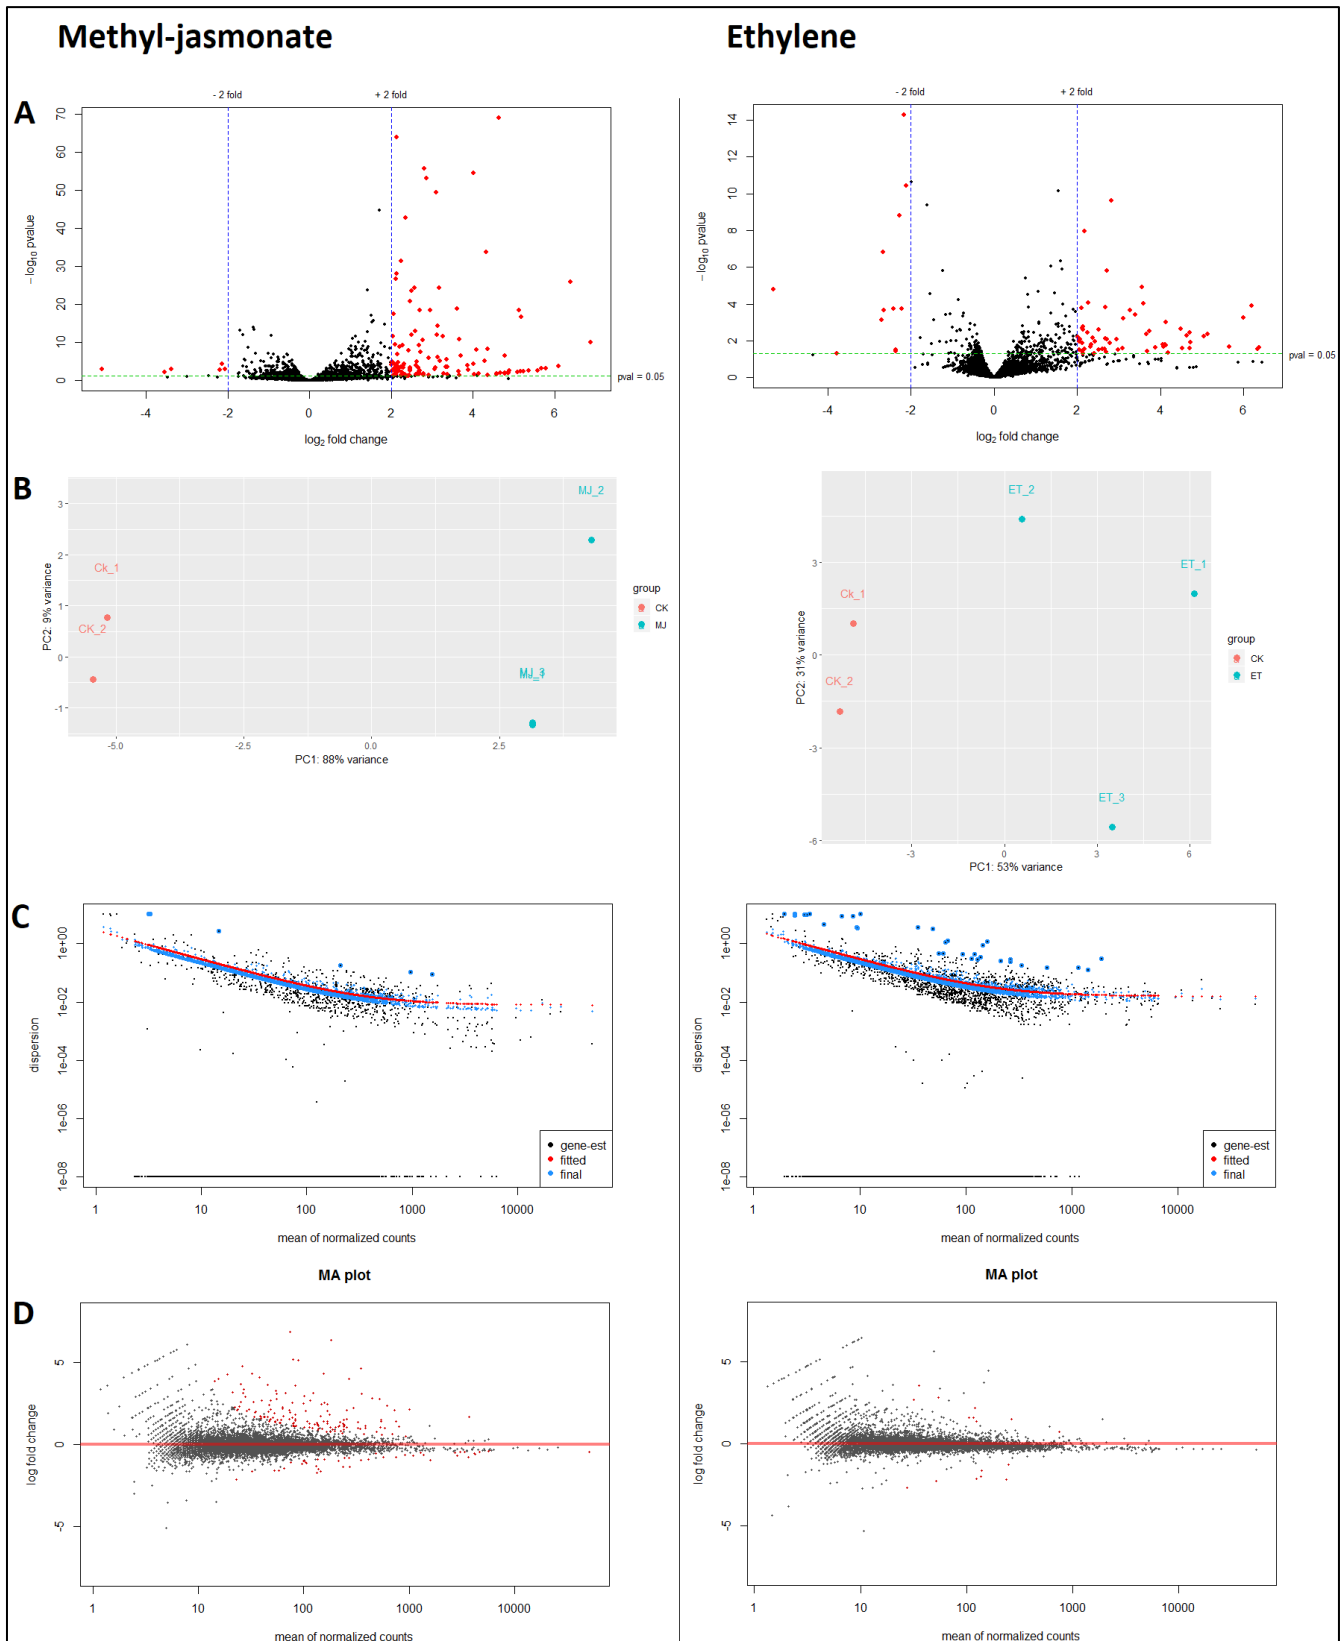 Methyl-jasmonate
Ethylene
A
- 2 fold
+ 2 fold
70
60
50
40
30
20
10
0
− log10 pvalue
pval = 0.05
-4
-2
0
2
4
6
log2 fold change
- 2 fold
+ 2 fold
14
12
10
8
6
4
2
0
− log10 pvalue
pval = 0.05
-4
-2
0
2
4
6
log2 fold change
B
MJ_2
Ck_1
CK_2
MJ_3
3
2
1
0
-1
PC2: 9% variance
-5.0
-2.5
0.0
2.5
PC1: 88% variance
group
CK
MJ
ET_2
ET_1
Ck_1
CK_2
ET_3
3
0
-3
-6
PC2: 31% variance
-3
0
3
6
PC1: 53% variance
group
CK
ET
C
1e+00
1e-02
1e-04
1e-06
1e-08
dispersion
gene-est
fitted
final
1
10
100
1000
10000
mean of normalized counts
1e+00
1e-02
1e-04
1e-06
1e-08
dispersion
gene-est
fitted
final
1
10
100
1000
10000
mean of normalized counts
D
MA plot
5
0
-5
log fold change
1
10
100
1000
10000
mean of normalized counts
MA plot
5
0
-5
log fold change
1
10
100
1000
10000
mean of normalized counts